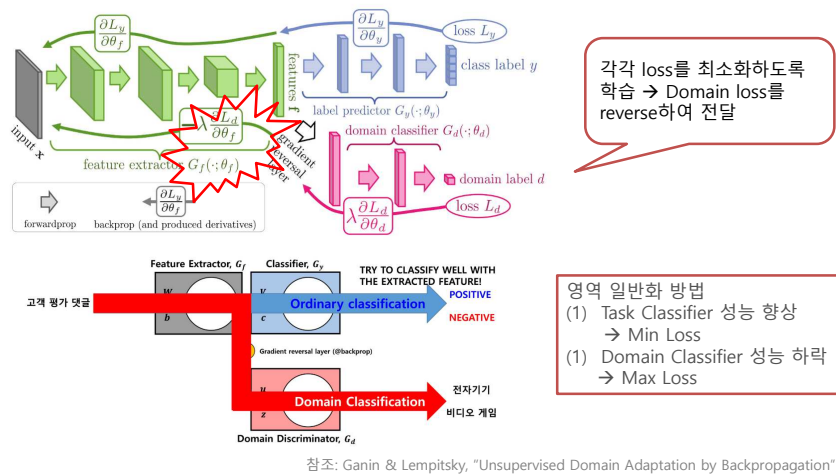 ∂L_y/∂θ_f
∂L_y/∂θ_y
loss L_y
features f
class label y
input x
label predictor G_y(·;θ_y)
−λ ∂L_d/∂θ_f
gradient reversal layer
domain classifier G_d(·;θ_d)
feature extractor G_f(·;θ_f)
domain label d
∂L_y/∂θ_f
forwardprop
backprop (and produced derivatives)
λ ∂L_d/∂θ_d
loss L_d
각각 loss를 최소화하도록
학습 → Domain loss를
reverse하여 전달
Feature Extractor, G_f
Classifier, G_y
TRY TO CLASSIFY WELL WITH
THE EXTRACTED FEATURE!
고객 평가 댓글
Ordinary classification
POSITIVE
NEGATIVE
b
c
Gradient reversal layer (@backprop)
Domain Classification
z
전자기기
비디오 게임
Domain Discriminator, G_d
영역 일반화 방법
(1) Task Classifier 성능 향상
→ Min Loss
(1) Domain Classifier 성능 하락
→ Max Loss
참조: Ganin & Lempitsky, "Unsupervised Domain Adaptation by Backpropagation"